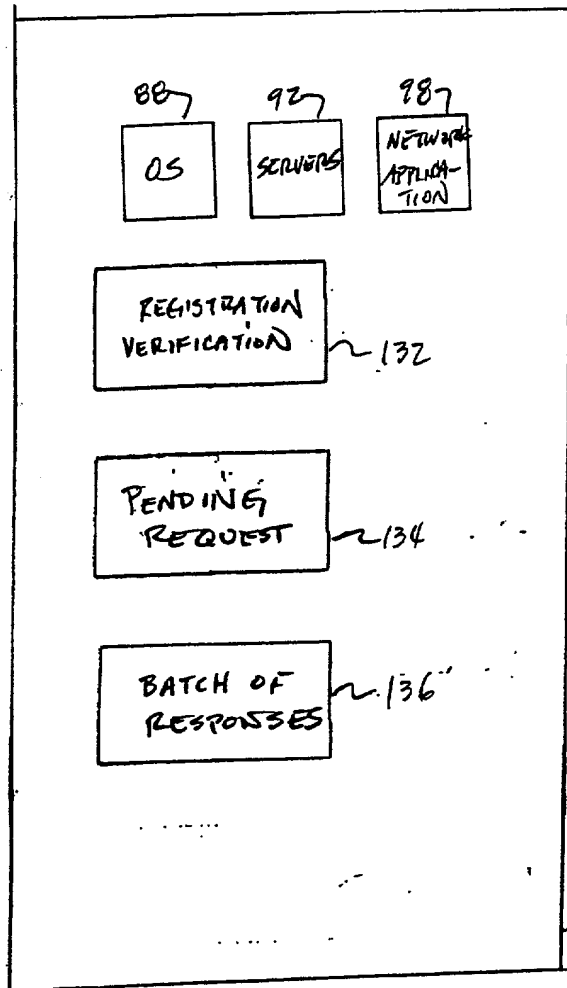 88 92 98
OS
SERVERS
NETWORK
APPLICA-
TION
REGISTRATION
VERIFICATION
132
PENDING
REQUEST
134
BATCH OF
RESPONSES
136